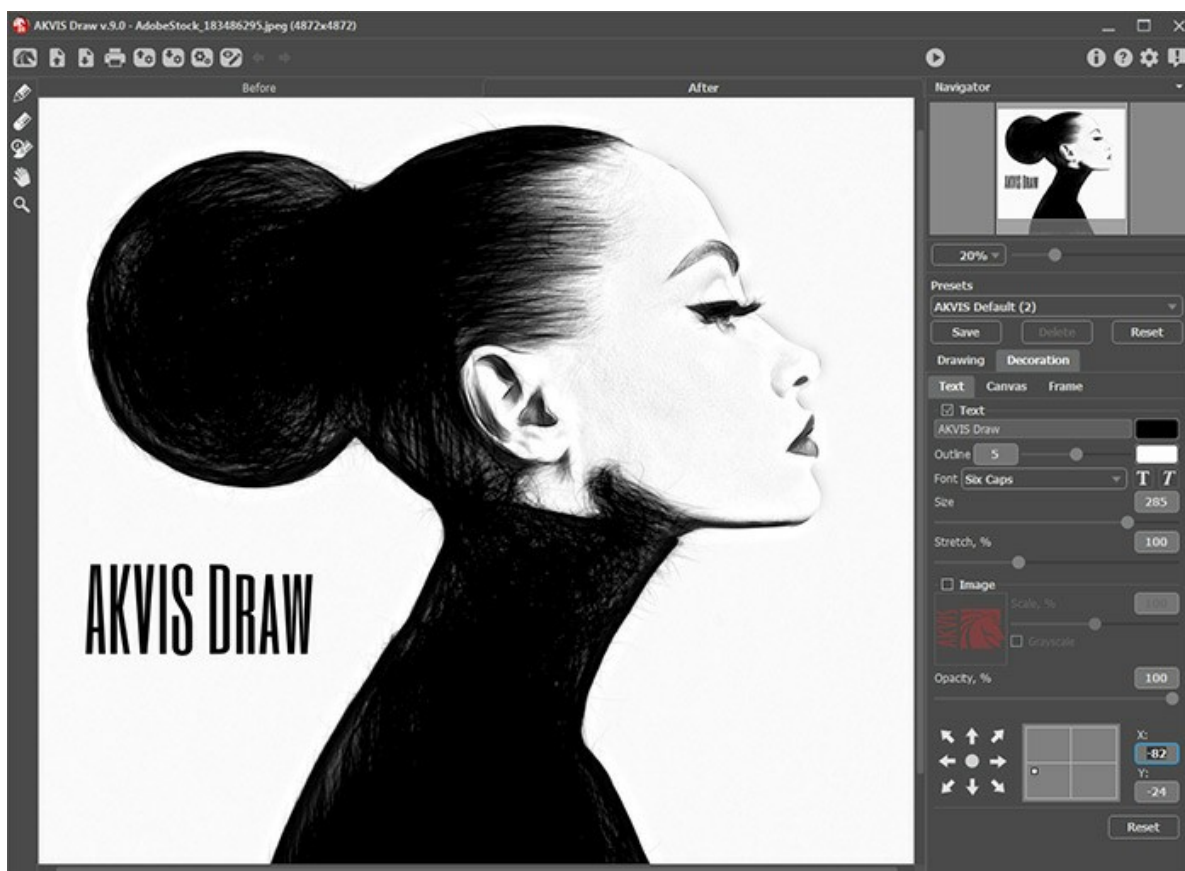 AKVIS Draw v.9.0 - AdobeStock_183486295.jpeg (4872x4872)
Before
After
Navigator
AKVIS DRAW
20%
Presets
AKVIS Default (2)
Save Delete Reset
Drawing Decoration
Text Canvas Frame
Text
AKVIS Draw
Outline 5
Font Six Caps T T
Size 285
Stretch, % 100
Image
Scale, % 100
AKVIS
Grayscale
AKVIS DRAW
Opacity, % 100
X:
-82
Y:
-24
Reset